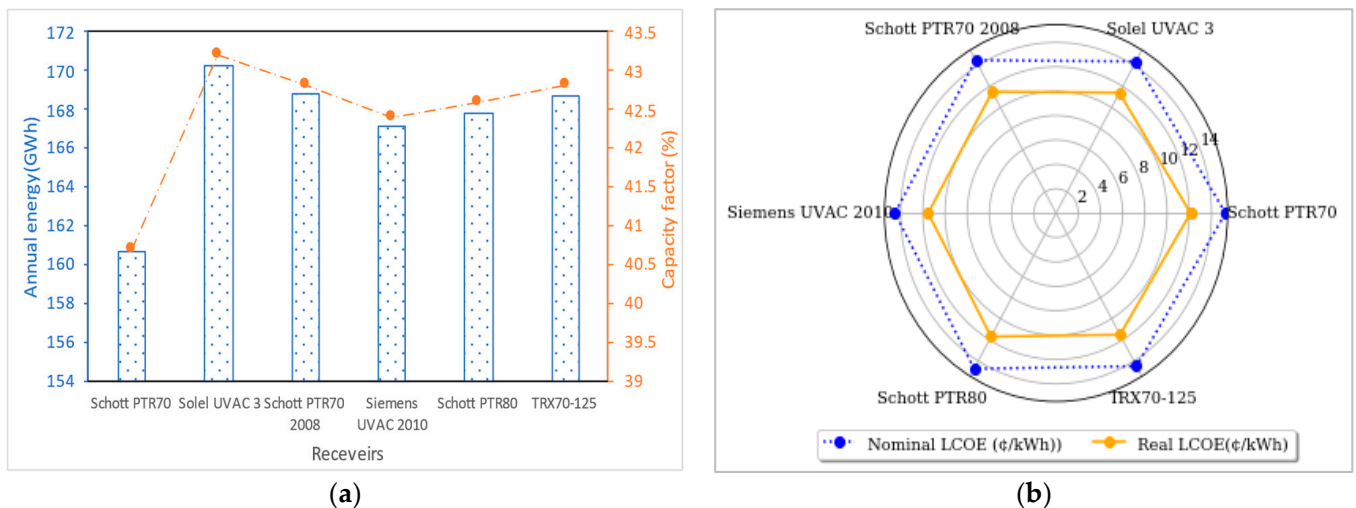 172
170
168
166
164
162
160
158
156
154
Annual energy(GWh)
43.5
43
42.5
42
41.5
41
40.5
40
39.5
39
Capacity factor (%)
Schott PTR70
Solel UVAC 3
Schott PTR70
2008
Siemens
UVAC 2010
Schott PTR80
TRX70-125
Receveirs
(a)
Schott PTR70 2008
Solel UVAC 3
Siemens UVAC 2010
Schott PTR70
2
4
6
8
10
12
14
Schott PTR80
TRX70-125
Nominal LCOE (¢/kWh))
Real LCOE(¢/kWh)
(b)